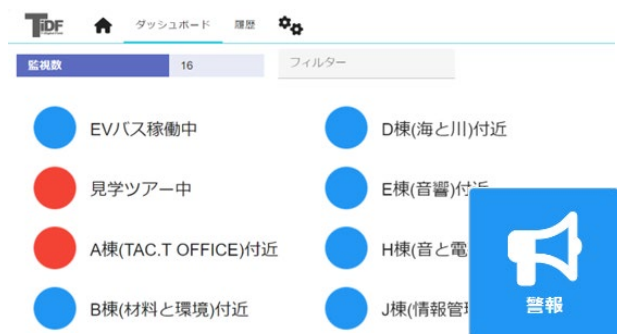 TiDF
ダッシュボード 履歴
監視数 16 フィルター
EVバス稼働中
D棟(海と川)付近
見学ツアー中
E棟(音響)付近
A棟(TAC.T OFFICE)付近
H棟(音と電
B棟(材料と環境)付近
J棟(情報管理
警報